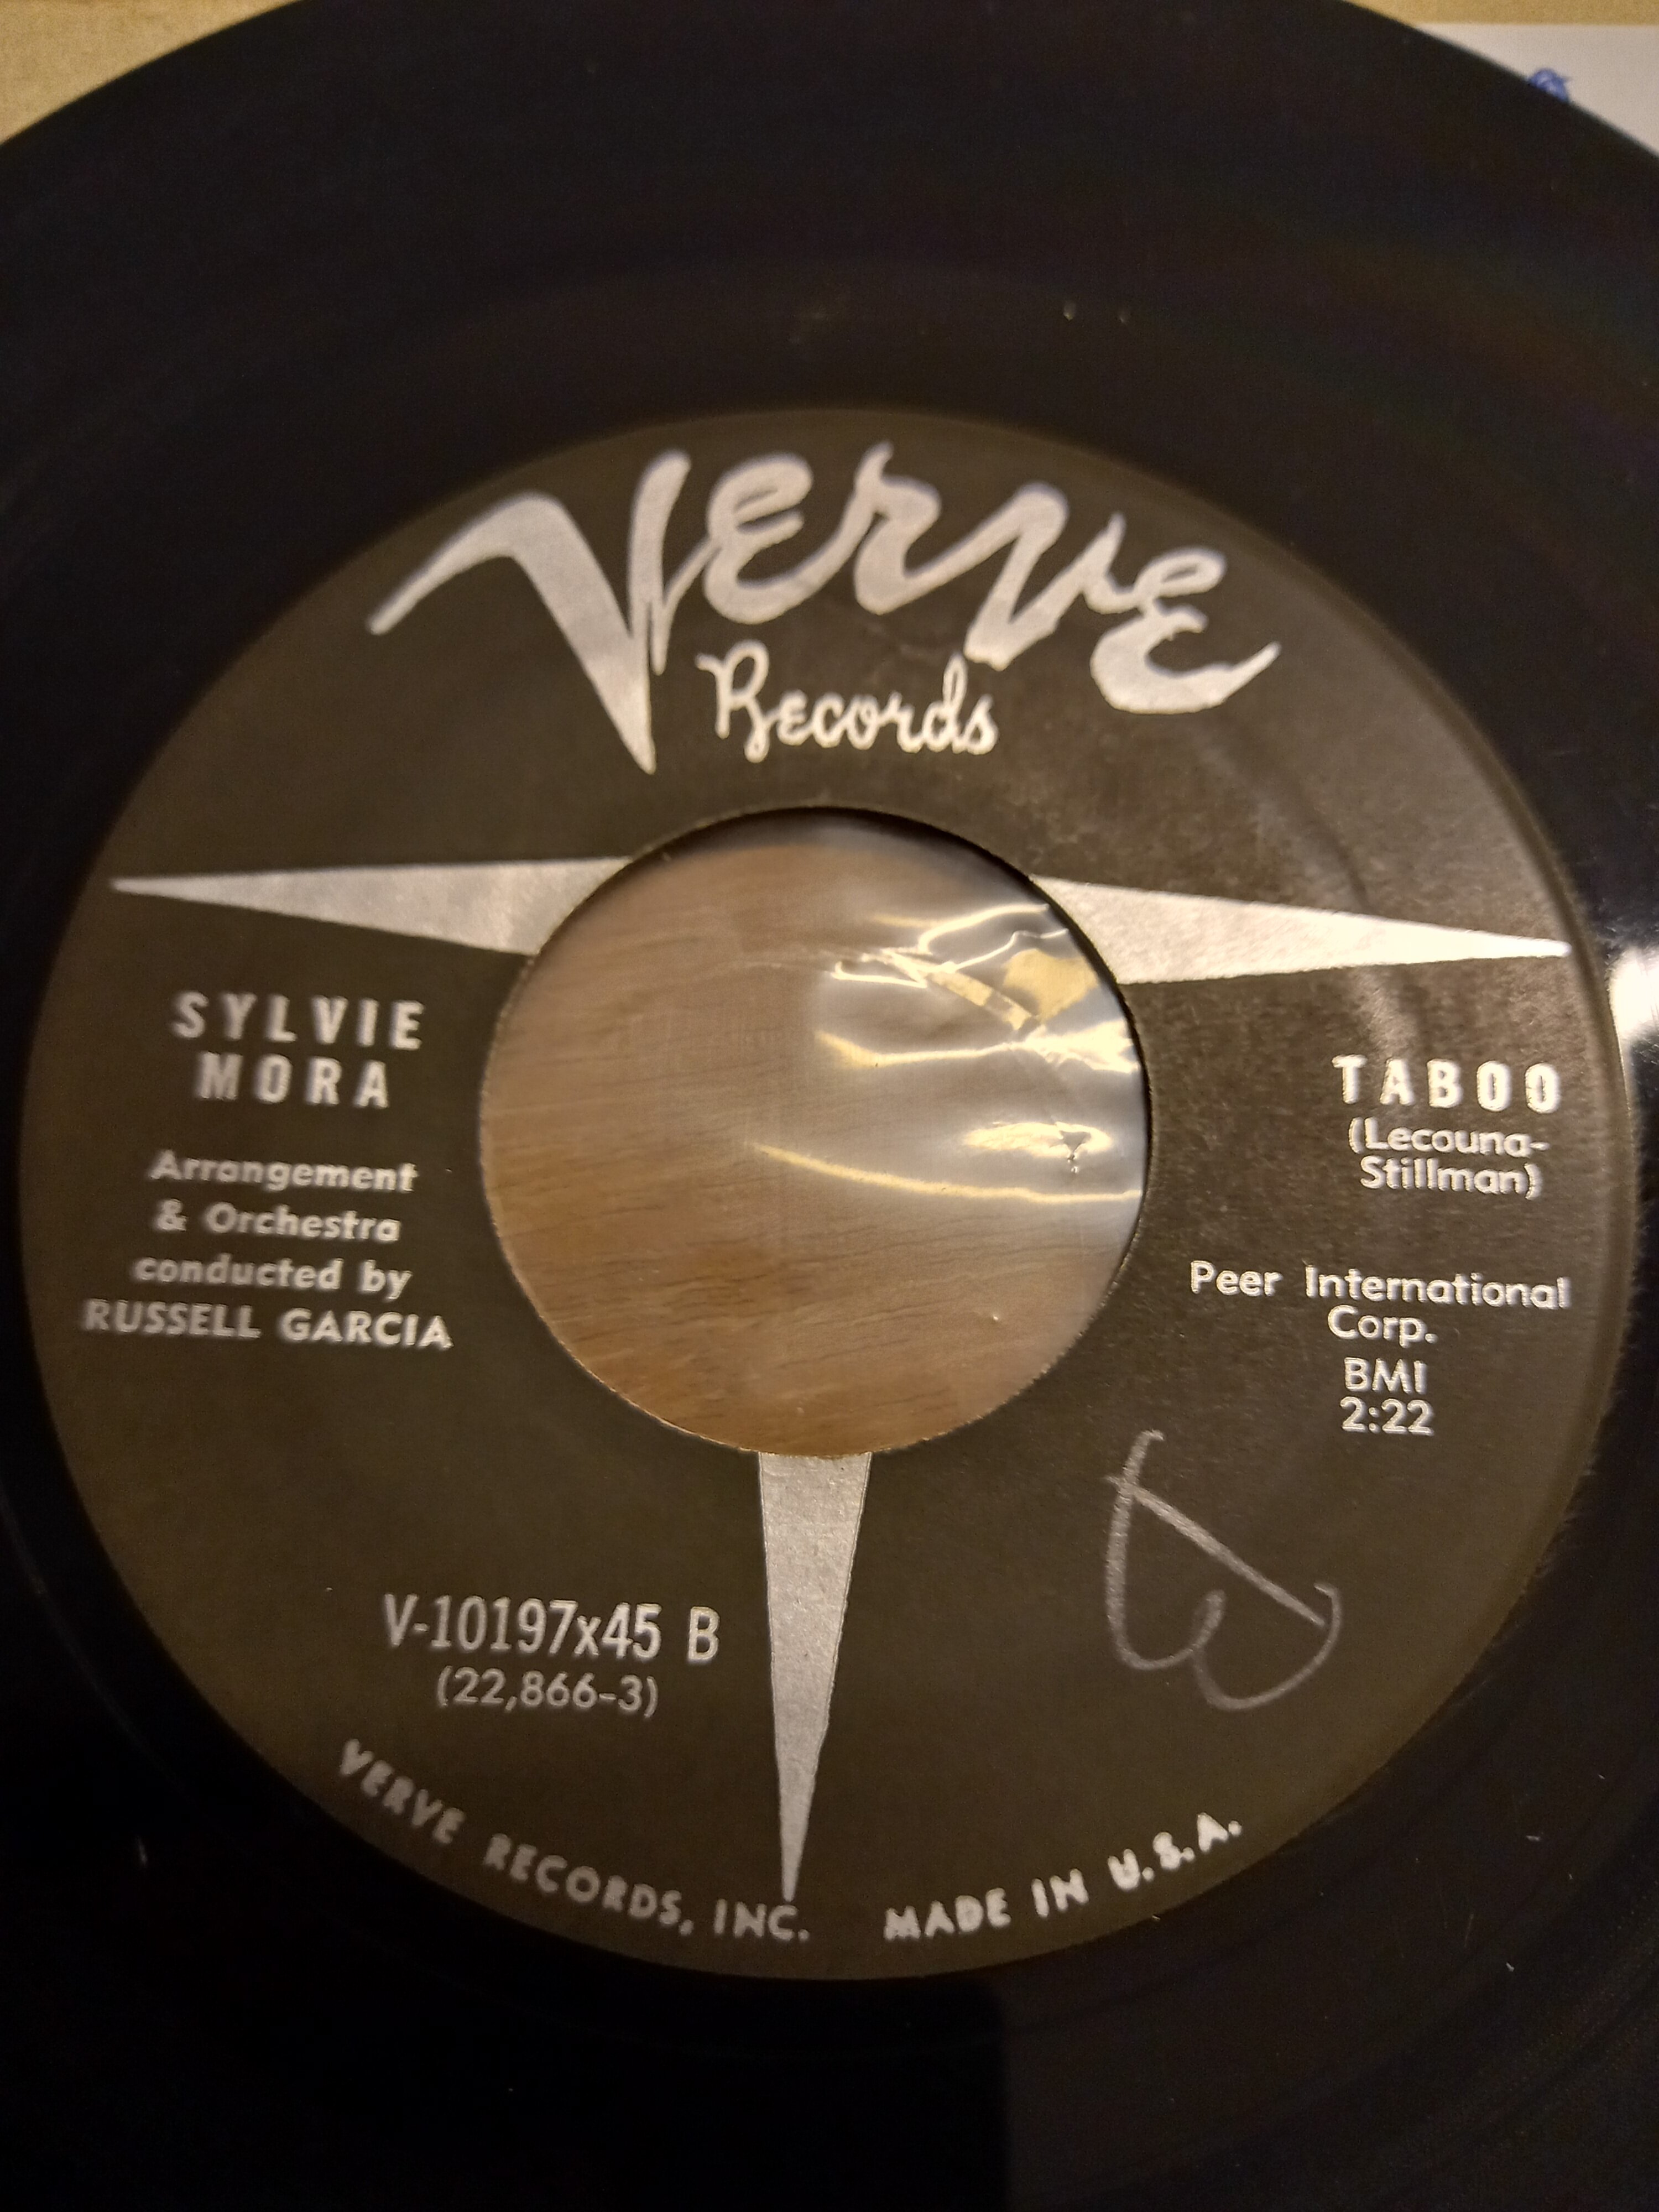 Verve
Records
SYLVIE
MORA
Arrangement
& Orchestra
conducted by
RUSSELL GARCIA
TABOO
(Lecouna-
Stillman)
Peer International
Corp.
BMI
2:22
V-10197x45 B
(22,866-3)
VERVE RECORDS, INC. MADE IN U.S.A.